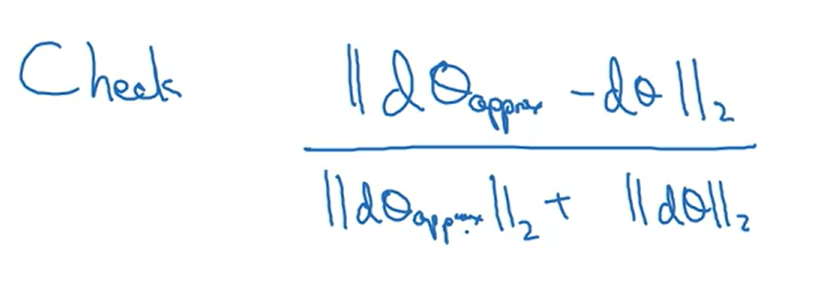 Check ‖dθapprox - dθ‖₂
‖dθapprox‖₂ + ‖dθ‖₂